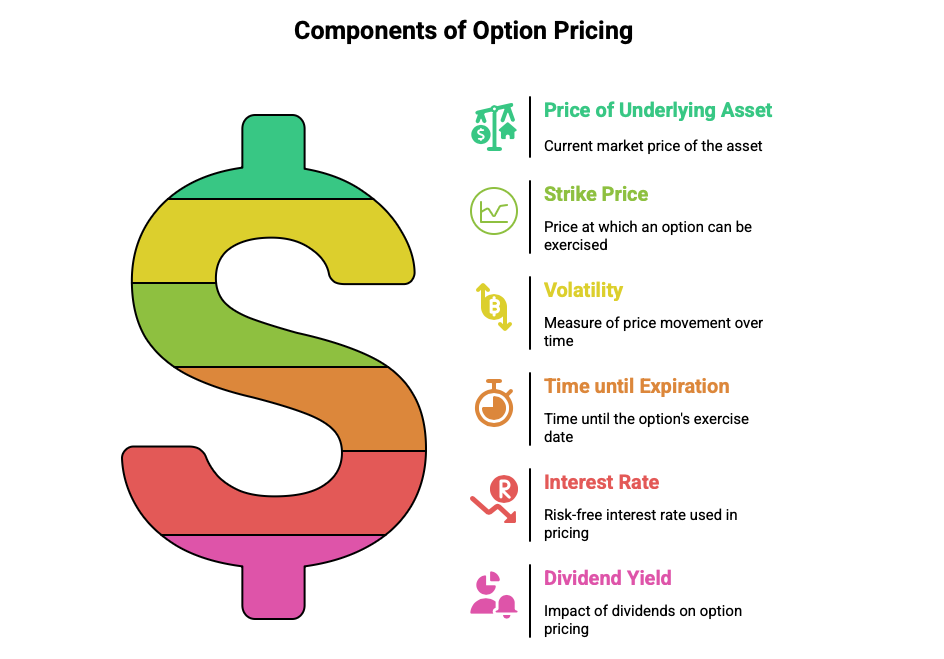 Components of Option Pricing
Price of Underlying Asset
Current market price of the asset
Strike Price
Price at which an option can be
exercised
Volatility
Measure of price movement over
time
Time until Expiration
Time until the option's exercise
date
Interest Rate
Risk-free interest rate used in
pricing
Dividend Yield
Impact of dividends on option
pricing